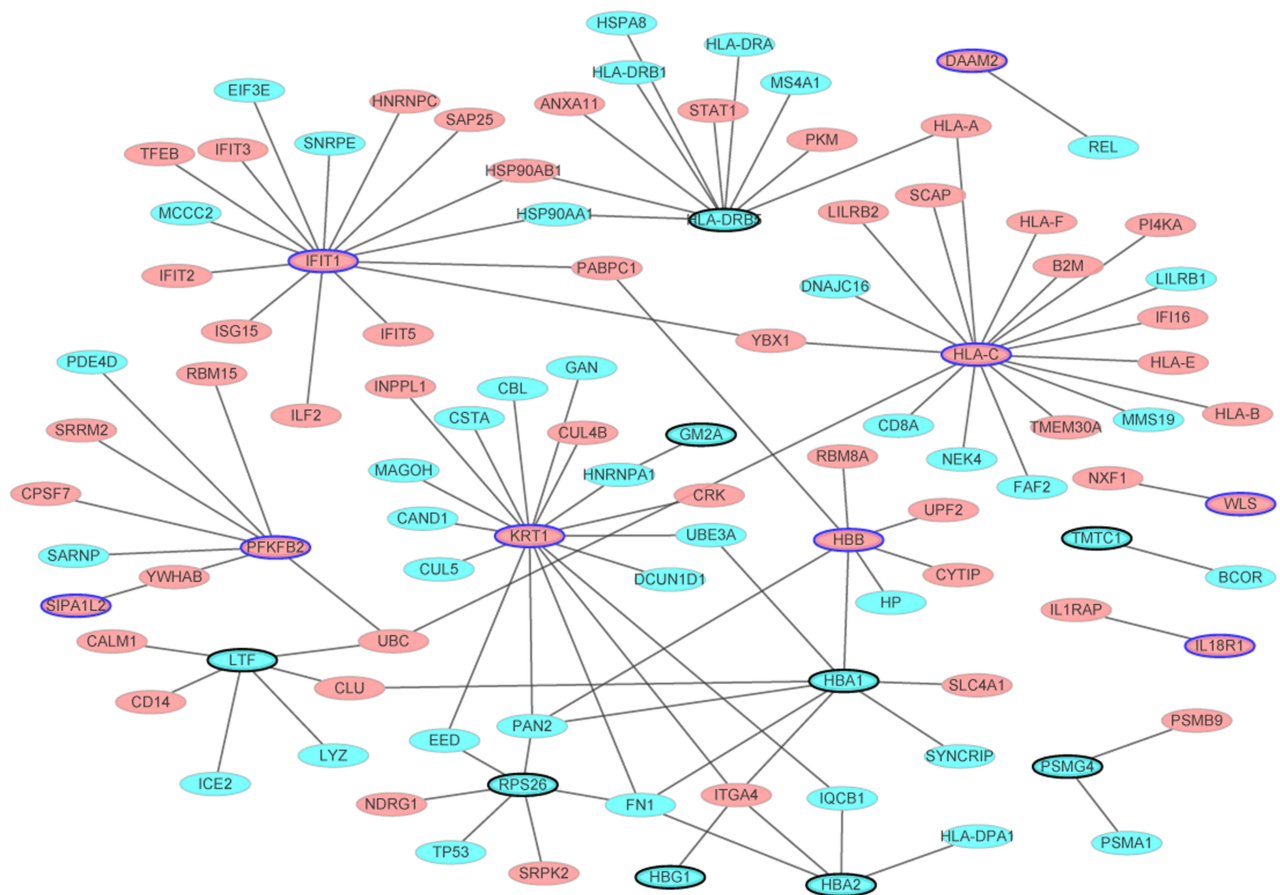 HSPA8
HLA-DRA
DAAM2
HLA-DRB1
MS4A1
EIF3E
HNRNPC
ANXA11
STAT1
SAP25
HLA-A
PKM
REL
IFIT3
SNRPE
TFEB
HSP90AB1
SCAP
MCCC2
HSP90AA1
HLA-DRB5
LILRB2
HLA-F
PI4KA
IFIT1
B2M
IFIT2
PABPC1
DNAJC16
LILRB1
IFI16
ISG15
IFIT5
YBX1
HLA-C
HLA-E
PDE4D
RBM15
INPPL1
CBL
GAN
ILF2
CSTA
HLA-B
MMS19
CD8A
TMEM30A
SRRM2
CUL4B
GM2A
NEK4
RBM8A
MAGOH
HNRNPA1
FAF2
NXF1
CPSF7
CRK
WLS
CAND1
UPF2
PFKFB2
KRT1
UBE3A
HBB
TMTC1
SARNP
YWHAB
CUL5
DCUN1D1
CYTIP
BCOR
SIPA1L2
HP
IL1RAP
CALM1
UBC
IL18R1
LTF
CLU
HBA1
SLC4A1
CD14
PAN2
PSMB9
EED
LYZ
SYNCRIP
PSMG4
ICE2
RPS26
NDRG1
FN1
ITGA4
IQCB1
HLA-DPA1
PSMA1
TP53
SRPK2
HBG1
HBA2